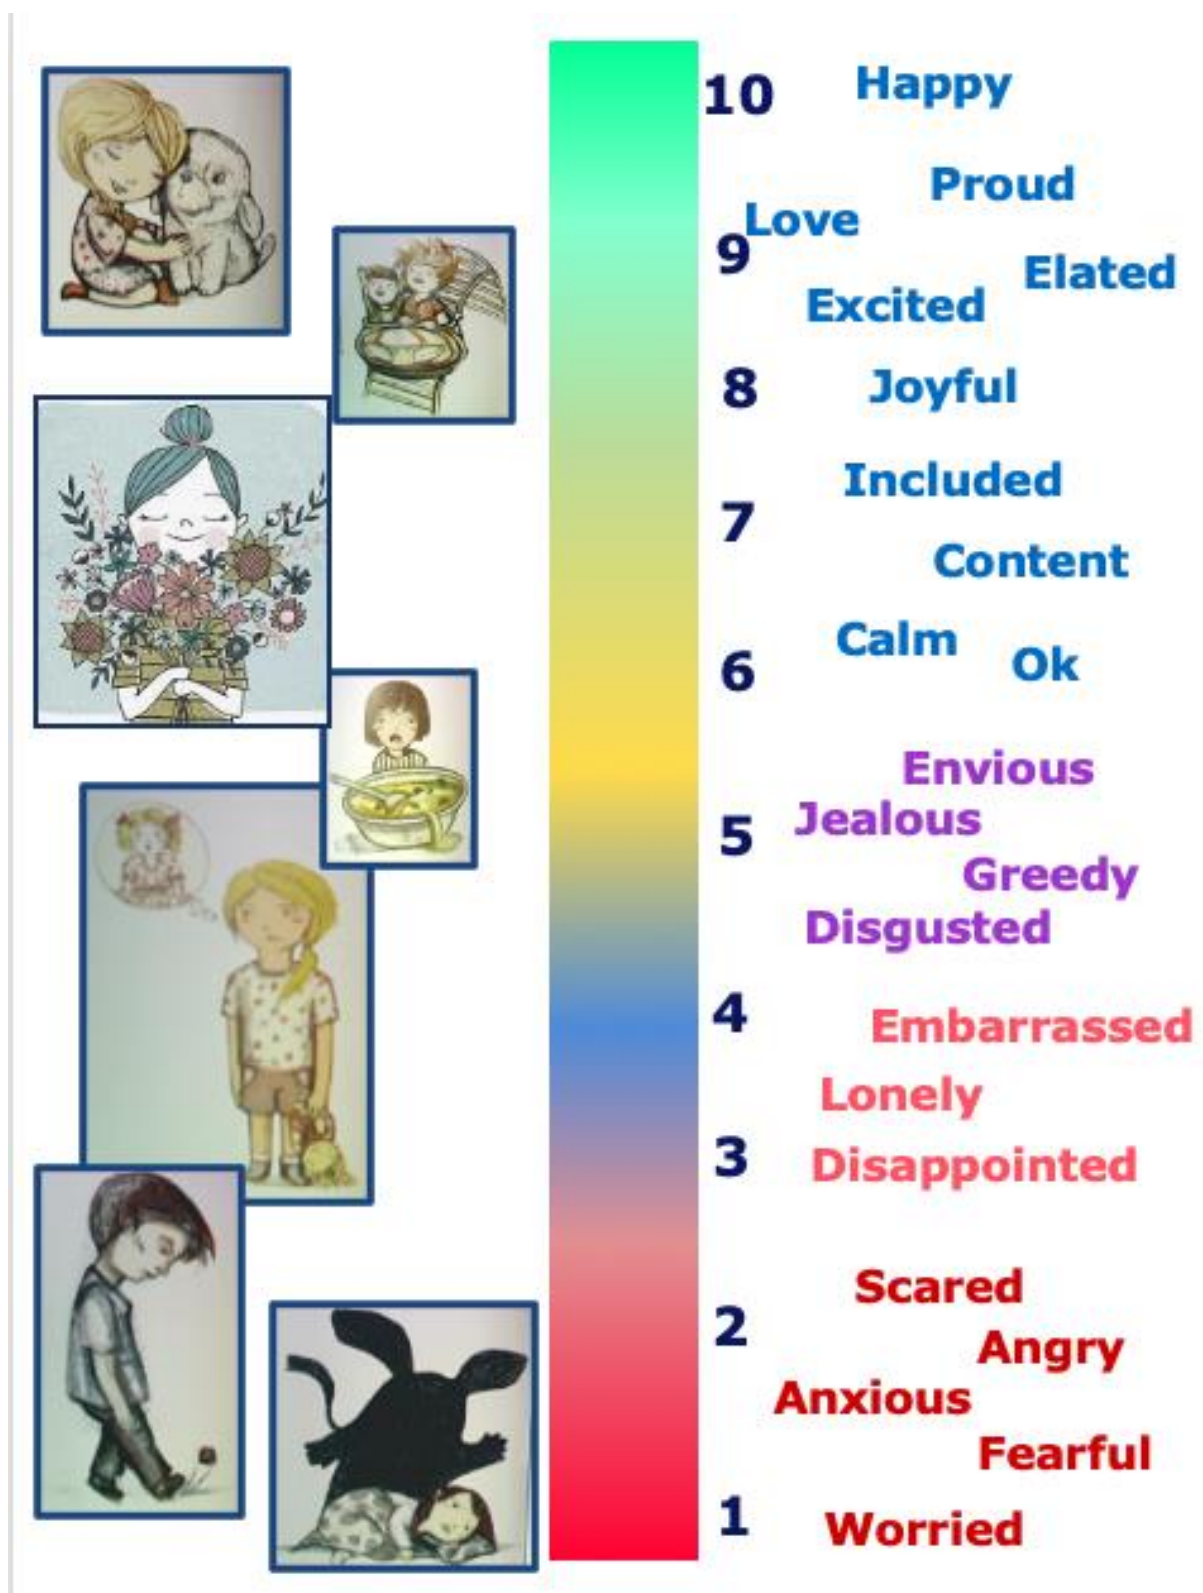 10 Happy
Proud
Love
9
Elated
Excited
8 Joyful
Included
7
Content
Calm
6 Ok
Envious
Jealous
5
Greedy
Disgusted
4 Embarrassed
Lonely
3 Disappointed
Scared
2
Angry
Anxious
Fearful
1 Worried